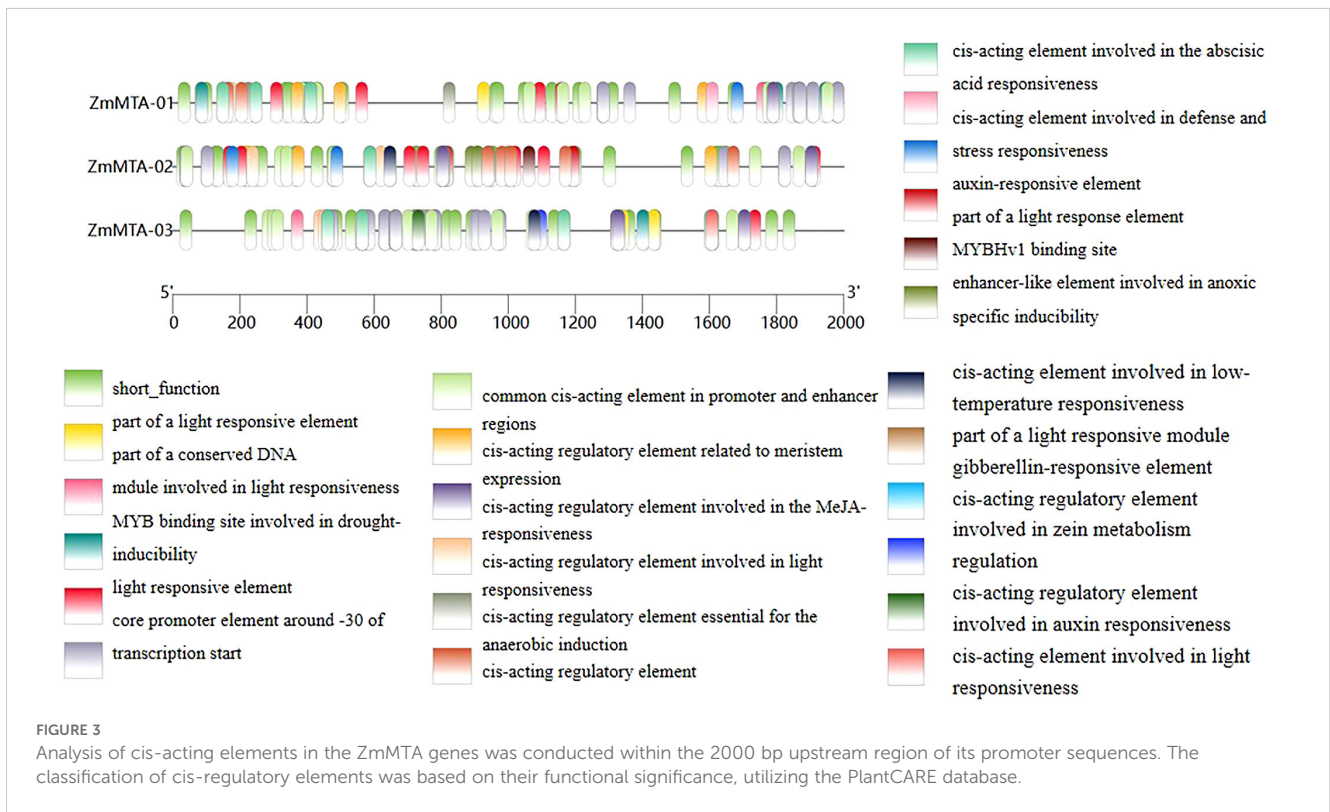 ZmMTA-01
ZmMTA-02
ZmMTA-03
5'
3'
0 200 400 600 800 1000 1200 1400 1600 1800 2000
cis-acting element involved in the abscisic
acid responsiveness
cis-acting element involved in defense and
stress responsiveness
auxin-responsive element
part of a light response element
MYBHv1 binding site
enhancer-like element involved in anoxic
specific inducibility
short_function
part of a light responsive element
part of a conserved DNA
mdule involved in light responsiveness
MYB binding site involved in drought-
inducibility
light responsive element
core promoter element around -30 of
transcription start
common cis-acting element in promoter and enhancer
regions
cis-acting regulatory element related to meristem
expression
cis-acting regulatory element involved in the MeJA-
responsiveness
cis-acting regulatory element involved in light
responsiveness
cis-acting regulatory element essential for the
anaerobic induction
cis-acting regulatory element
cis-acting element involved in low-
temperature responsiveness
part of a light responsive module
gibberellin-responsive element
cis-acting regulatory element
involved in zein metabolism
regulation
cis-acting regulatory element
involved in auxin responsiveness
cis-acting element involved in light
responsiveness
FIGURE 3
Analysis of cis-acting elements in the ZmMTA genes was conducted within the 2000 bp upstream region of its promoter sequences. The
classification of cis-regulatory elements was based on their functional significance, utilizing the PlantCARE database.